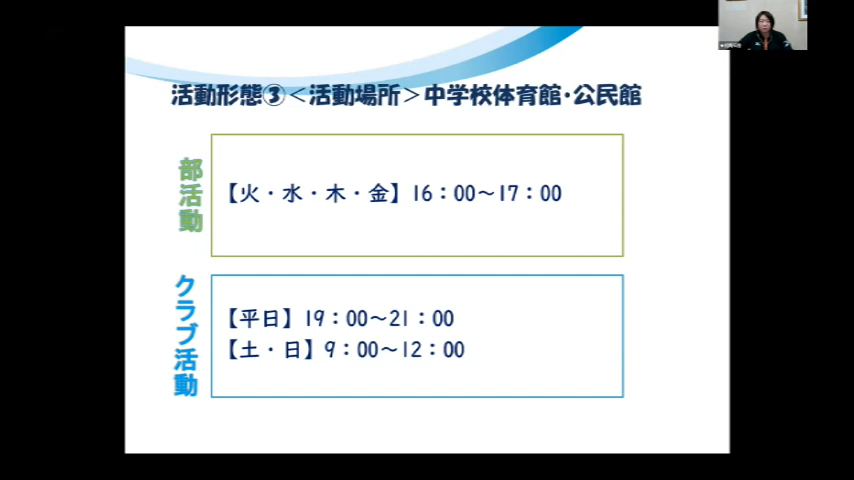 活動形態③＜活動場所＞中学校体育館・公民館
部活動
【火・水・木・金】16：00～17：00
クラブ活動
【平日】19：00～21：00
【土・日】9：00～12：00